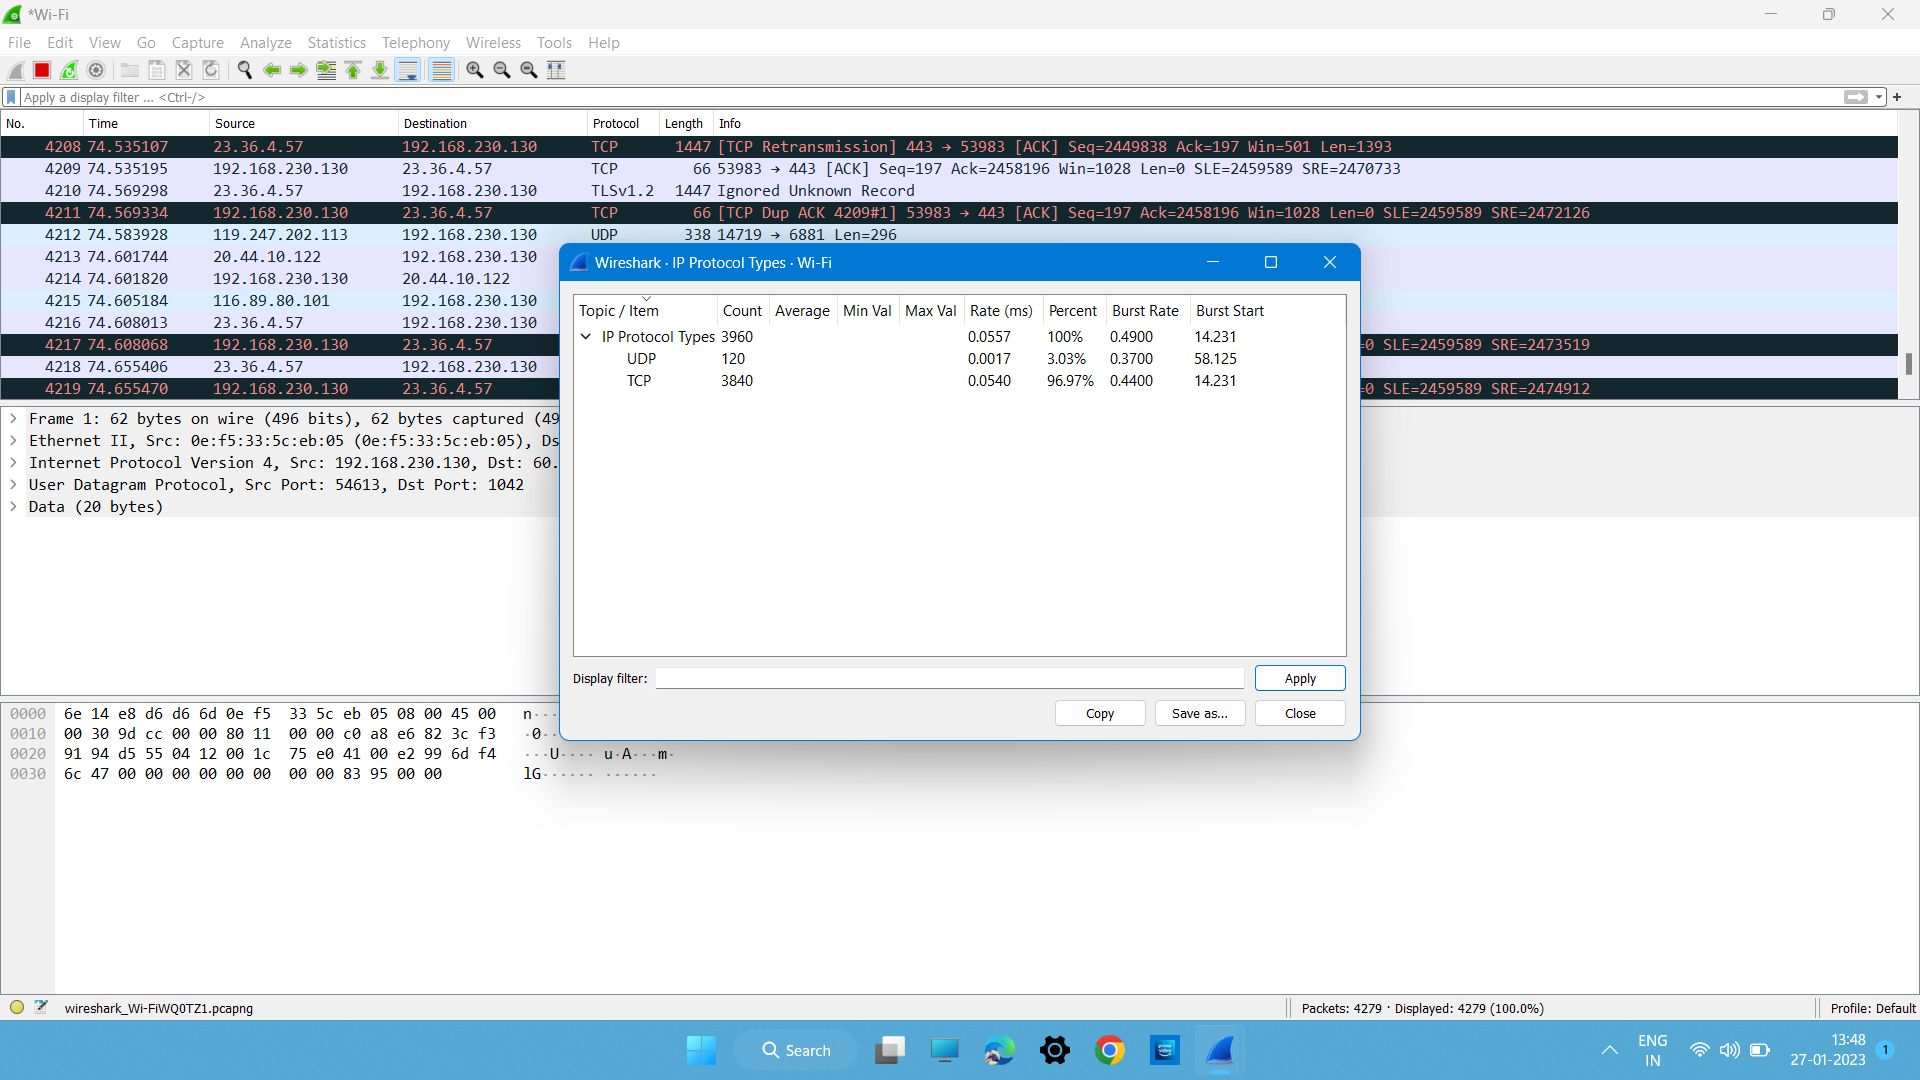 *Wi-Fi
File Edit View Go Capture Analyze Statistics Telephony Wireless Tools Help
Apply a display filter ... <Ctrl-/>
No. Time Source Destination Protocol Length Info
4208 74.535107 23.36.4.57 192.168.230.130 TCP 1447 [TCP Retransmission] 443 → 53983 [ACK] Seq=2449838 Ack=197 Win=501 Len=1393
4209 74.535195 192.168.230.130 23.36.4.57 TCP 66 53983 → 443 [ACK] Seq=197 Ack=2458196 Win=1028 Len=0 SLE=2459589 SRE=2470733
4210 74.569298 23.36.4.57 192.168.230.130 TLSv1.2 1447 Ignored Unknown Record
4211 74.569334 192.168.230.130 23.36.4.57 TCP 66 [TCP Dup ACK 4209#1] 53983 → 443 [ACK] Seq=197 Ack=2458196 Win=1028 Len=0 SLE=2459589 SRE=2472126
4212 74.583928 119.247.202.113 192.168.230.130 UDP 338 14719 → 6881 Len=296
4213 74.601744 20.44.10.122 192.168.230.130
4214 74.601820 192.168.230.130 20.44.10.122
4215 74.605184 116.89.80.101 192.168.230.130
4216 74.608013 23.36.4.57 192.168.230.130
4217 74.608068 192.168.230.130 23.36.4.57 =0 SLE=2459589 SRE=2473519
4218 74.655406 23.36.4.57 192.168.230.130
4219 74.655470 192.168.230.130 23.36.4.57 =0 SLE=2459589 SRE=2474912
Wireshark · IP Protocol Types · Wi-Fi
Topic / Item Count Average Min Val Max Val Rate (ms) Percent Burst Rate Burst Start
IP Protocol Types 3960 0.0557 100% 0.4900 14.231
UDP 120 0.0017 3.03% 0.3700 58.125
TCP 3840 0.0540 96.97% 0.4400 14.231
Display filter: Apply
Copy Save as... Close
Frame 1: 62 bytes on wire (496 bits), 62 bytes captured (49
Ethernet II, Src: 0e:f5:33:5c:eb:05 (0e:f5:33:5c:eb:05), Ds
Internet Protocol Version 4, Src: 192.168.230.130, Dst: 60.
User Datagram Protocol, Src Port: 54613, Dst Port: 1042
Data (20 bytes)
0000 6e 14 e8 d6 d6 6d 0e f5 33 5c eb 05 08 00 45 00 n···
0010 00 30 9d cc 00 00 80 11 00 00 c0 a8 e6 82 3c f3 ·0··
0020 91 94 d5 55 04 12 00 1c 75 e0 41 00 e2 99 6d f4 ···U···· u·A···m·
0030 6c 47 00 00 00 00 00 00 00 00 83 95 00 00 lG······ ······
wireshark_Wi-FiWQ0TZ1.pcapng Packets: 4279 · Displayed: 4279 (100.0%) Profile: Default
Search
ENG
IN
13:48
27-01-2023
1